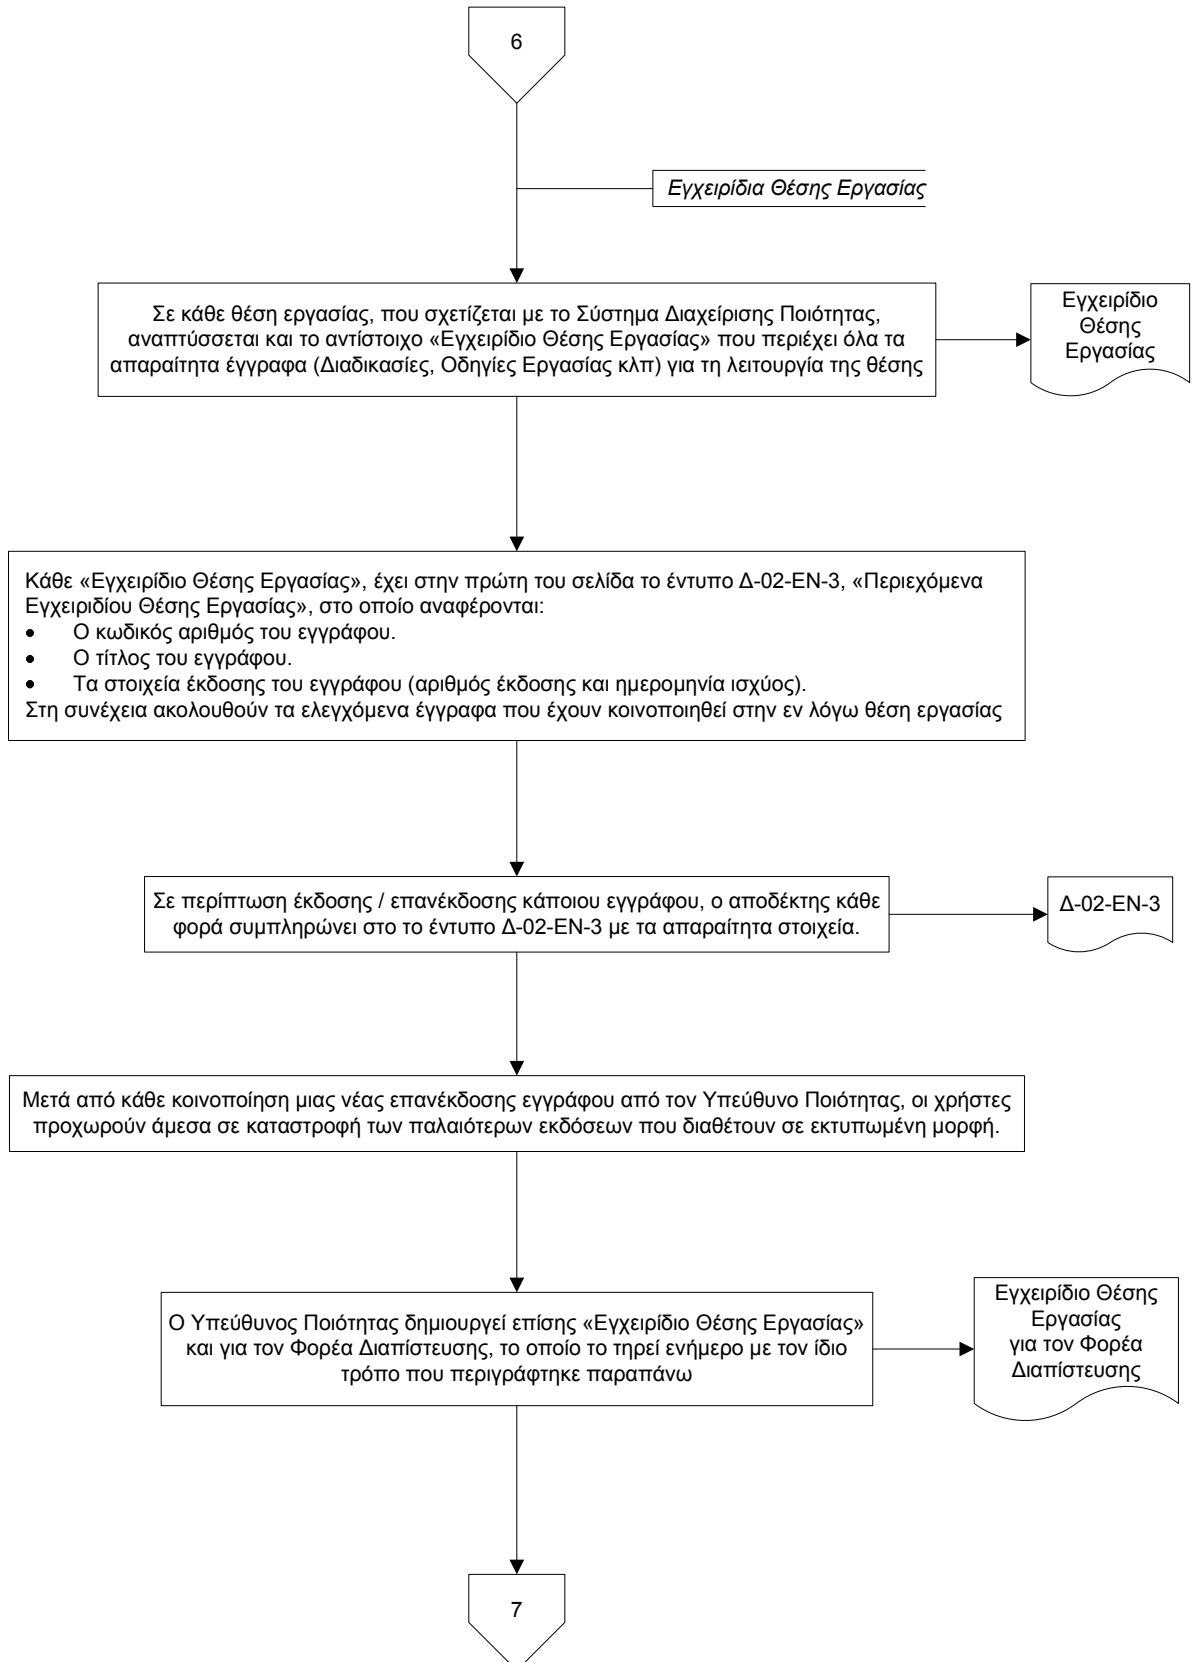 6
Εγχειρίδια Θέσης Εργασίας
Σε κάθε θέση εργασίας, που σχετίζεται με το Σύστημα Διαχείρισης Ποιότητας,
αναπτύσσεται και το αντίστοιχο «Εγχειρίδιο Θέσης Εργασίας» που περιέχει όλα τα
απαραίτητα έγγραφα (Διαδικασίες, Οδηγίες Εργασίας κλπ) για τη λειτουργία της θέσης
Εγχειρίδιο
Θέσης
Εργασίας
Κάθε «Εγχειρίδιο Θέσης Εργασίας», έχει στην πρώτη του σελίδα το έντυπο Δ-02-ΕΝ-3, «Περιεχόμενα
Εγχειριδίου Θέσης Εργασίας», στο οποίο αναφέρονται:
• Ο κωδικός αριθμός του εγγράφου.
• Ο τίτλος του εγγράφου.
• Τα στοιχεία έκδοσης του εγγράφου (αριθμός έκδοσης και ημερομηνία ισχύος).
Στη συνέχεια ακολουθούν τα ελεγχόμενα έγγραφα που έχουν κοινοποιηθεί στην εν λόγω θέση εργασίας
Σε περίπτωση έκδοσης / επανέκδοσης κάποιου εγγράφου, ο αποδέκτης κάθε
φορά συμπληρώνει στο το έντυπο Δ-02-ΕΝ-3 με τα απαραίτητα στοιχεία.
Δ-02-ΕΝ-3
Μετά από κάθε κοινοποίηση μιας νέας επανέκδοσης εγγράφου από τον Υπεύθυνο Ποιότητας, οι χρήστες
προχωρούν άμεσα σε καταστροφή των παλαιότερων εκδόσεων που διαθέτουν σε εκτυπωμένη μορφή.
Ο Υπεύθυνος Ποιότητας δημιουργεί επίσης «Εγχειρίδιο Θέσης Εργασίας»
και για τον Φορέα Διαπίστευσης, το οποίο το τηρεί ενήμερο με τον ίδιο
τρόπο που περιγράφτηκε παραπάνω
Εγχειρίδιο Θέσης
Εργασίας
για τον Φορέα
Διαπίστευσης
7